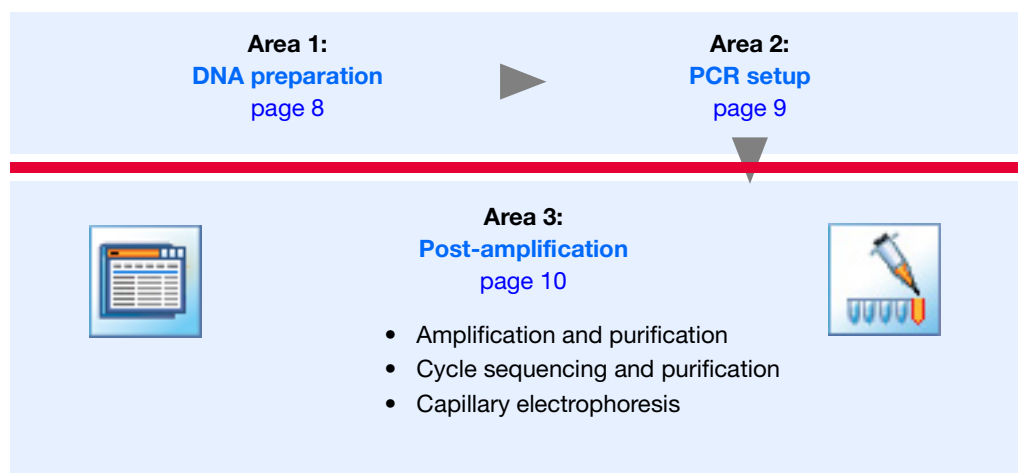 Area 1:
DNA preparation
page 8
Area 2:
PCR setup
page 9
Area 3:
Post-amplification
page 10
• Amplification and purification
• Cycle sequencing and purification
• Capillary electrophoresis